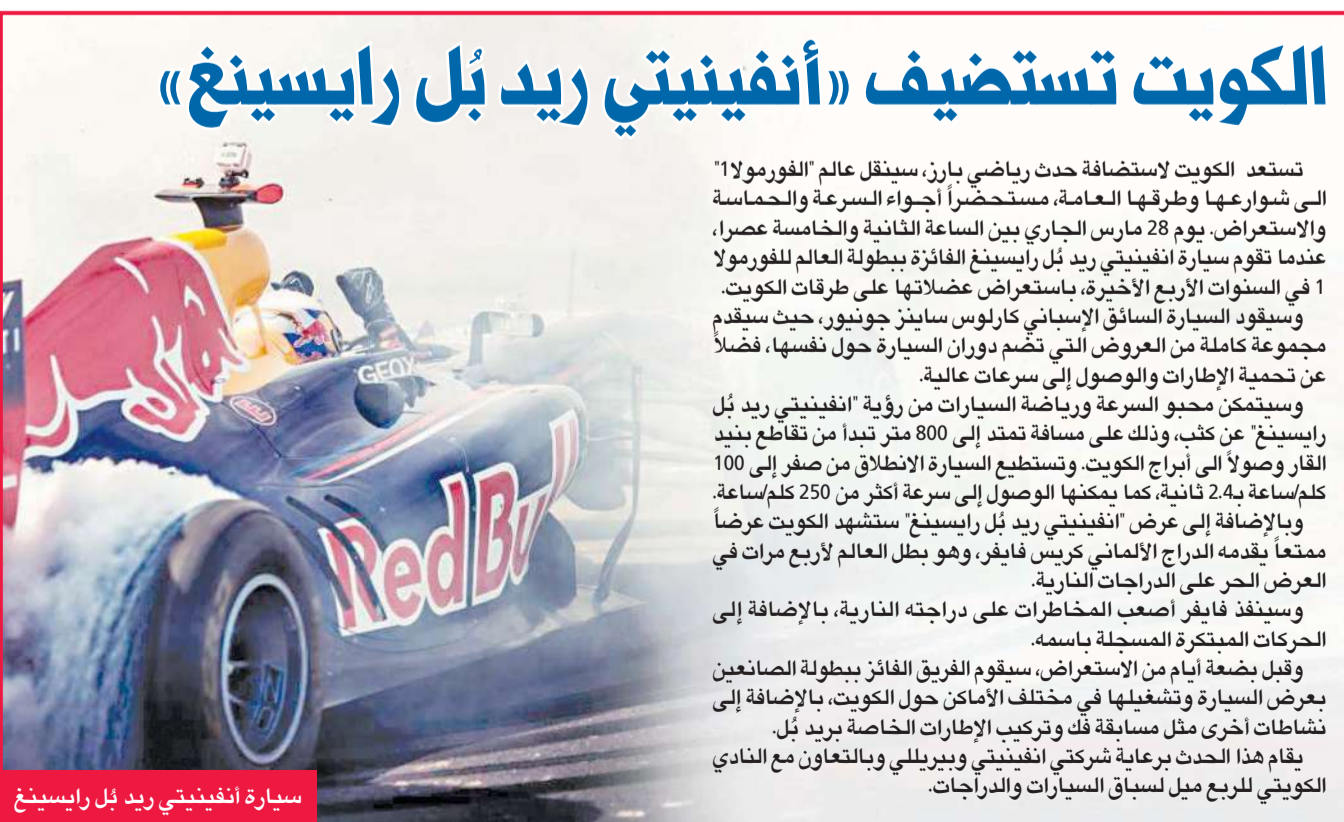 الكويت تستضيف «أنفينيتي ريد بُل رايسينغ»
تستعد الكويت لاستضافة حدث رياضي بارز، سينقل عالم "الفورمولا1"
الى شوارعها وطرقها العامة، مستحضراً أجواء السرعة والحماسة
والاستعراض. يوم 28 مارس الجاري بين الساعة الثانية والخامسة عصرا،
عندما تقوم سيارة انفينيتي ريد بُل رايسينغ الفائزة ببطولة العالم للفورمولا
1 في السنوات الأربع الأخيرة، باستعراض عضلاتها على طرقات الكويت.
وسيقود السيارة السائق الإسباني كارلوس ساينز جونيور، حيث سيقدم
مجموعة كاملة من العروض التي تضم دوران السيارة حول نفسها، فضلاً
عن تحمية الإطارات والوصول إلى سرعات عالية.
وسيتمكن محبو السرعة ورياضة السيارات من رؤية "انفينيتي ريد بُل
رايسينغ" عن كثب، وذلك على مسافة تمتد إلى 800 متر تبدأ من تقاطع بنيد
القار وصولاً الى أبراج الكويت. وتستطيع السيارة الانطلاق من صفر إلى 100
كلم/ساعة بـ2.4 ثانية، كما يمكنها الوصول إلى سرعة أكثر من 250 كلم/ساعة.
وبالإضافة إلى عرض "انفينيتي ريد بُل رايسينغ" ستشهد الكويت عرضاً
ممتعاً يقدمه الدراج الألماني كريس فايفر، وهو بطل العالم لأربع مرات في
العرض الحر على الدراجات النارية.
وسينفذ فايفر أصعب المخاطرات على دراجته النارية، بالإضافة إلى
الحركات المبتكرة المسجلة باسمه.
وقبل بضعة أيام من الاستعراض، سيقوم الفريق الفائز ببطولة الصانعين
بعرض السيارة وتشغيلها في مختلف الأماكن حول الكويت، بالإضافة إلى
نشاطات أخرى مثل مسابقة فك وتركيب الإطارات الخاصة بريد بُل.
يقام هذا الحدث برعاية شركتي انفينيتي وبيريللي وبالتعاون مع النادي
الكويتي للربع ميل لسباق السيارات والدراجات.
GEOX
Red Bull
سيارة أنفينيتي ريد بُل رايسينغ